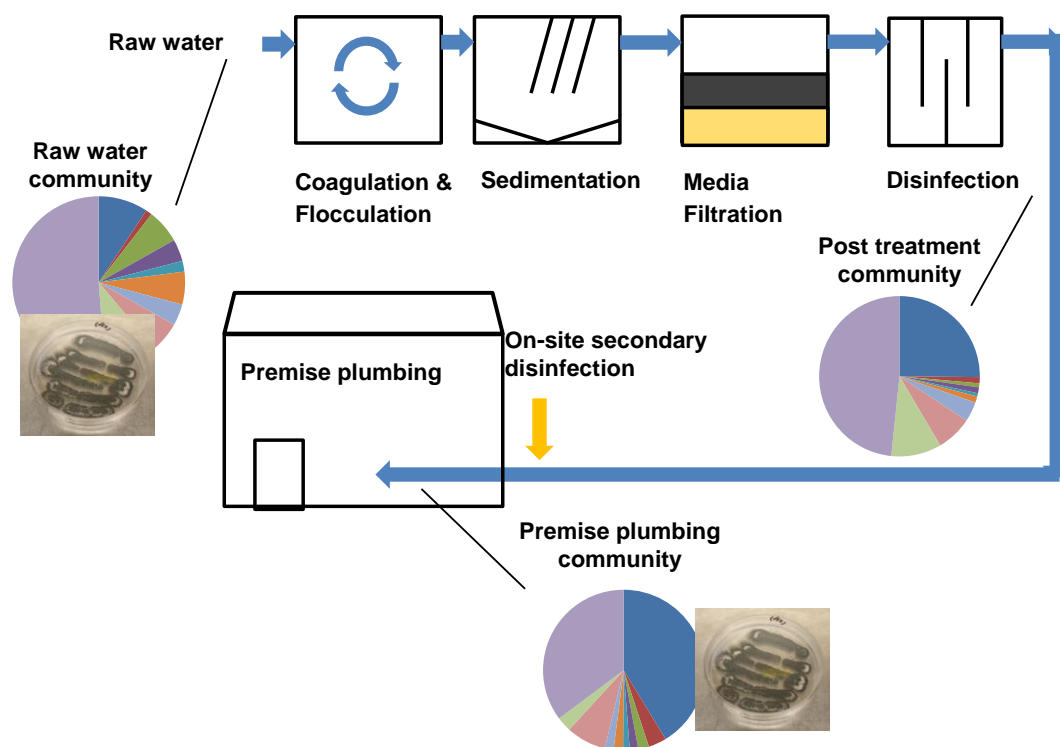 Raw water
Raw water
community
Coagulation &
Flocculation
Sedimentation
Media
Filtration
Disinfection
Post treatment
community
On-site secondary
disinfection
Premise plumbing
Premise plumbing
community